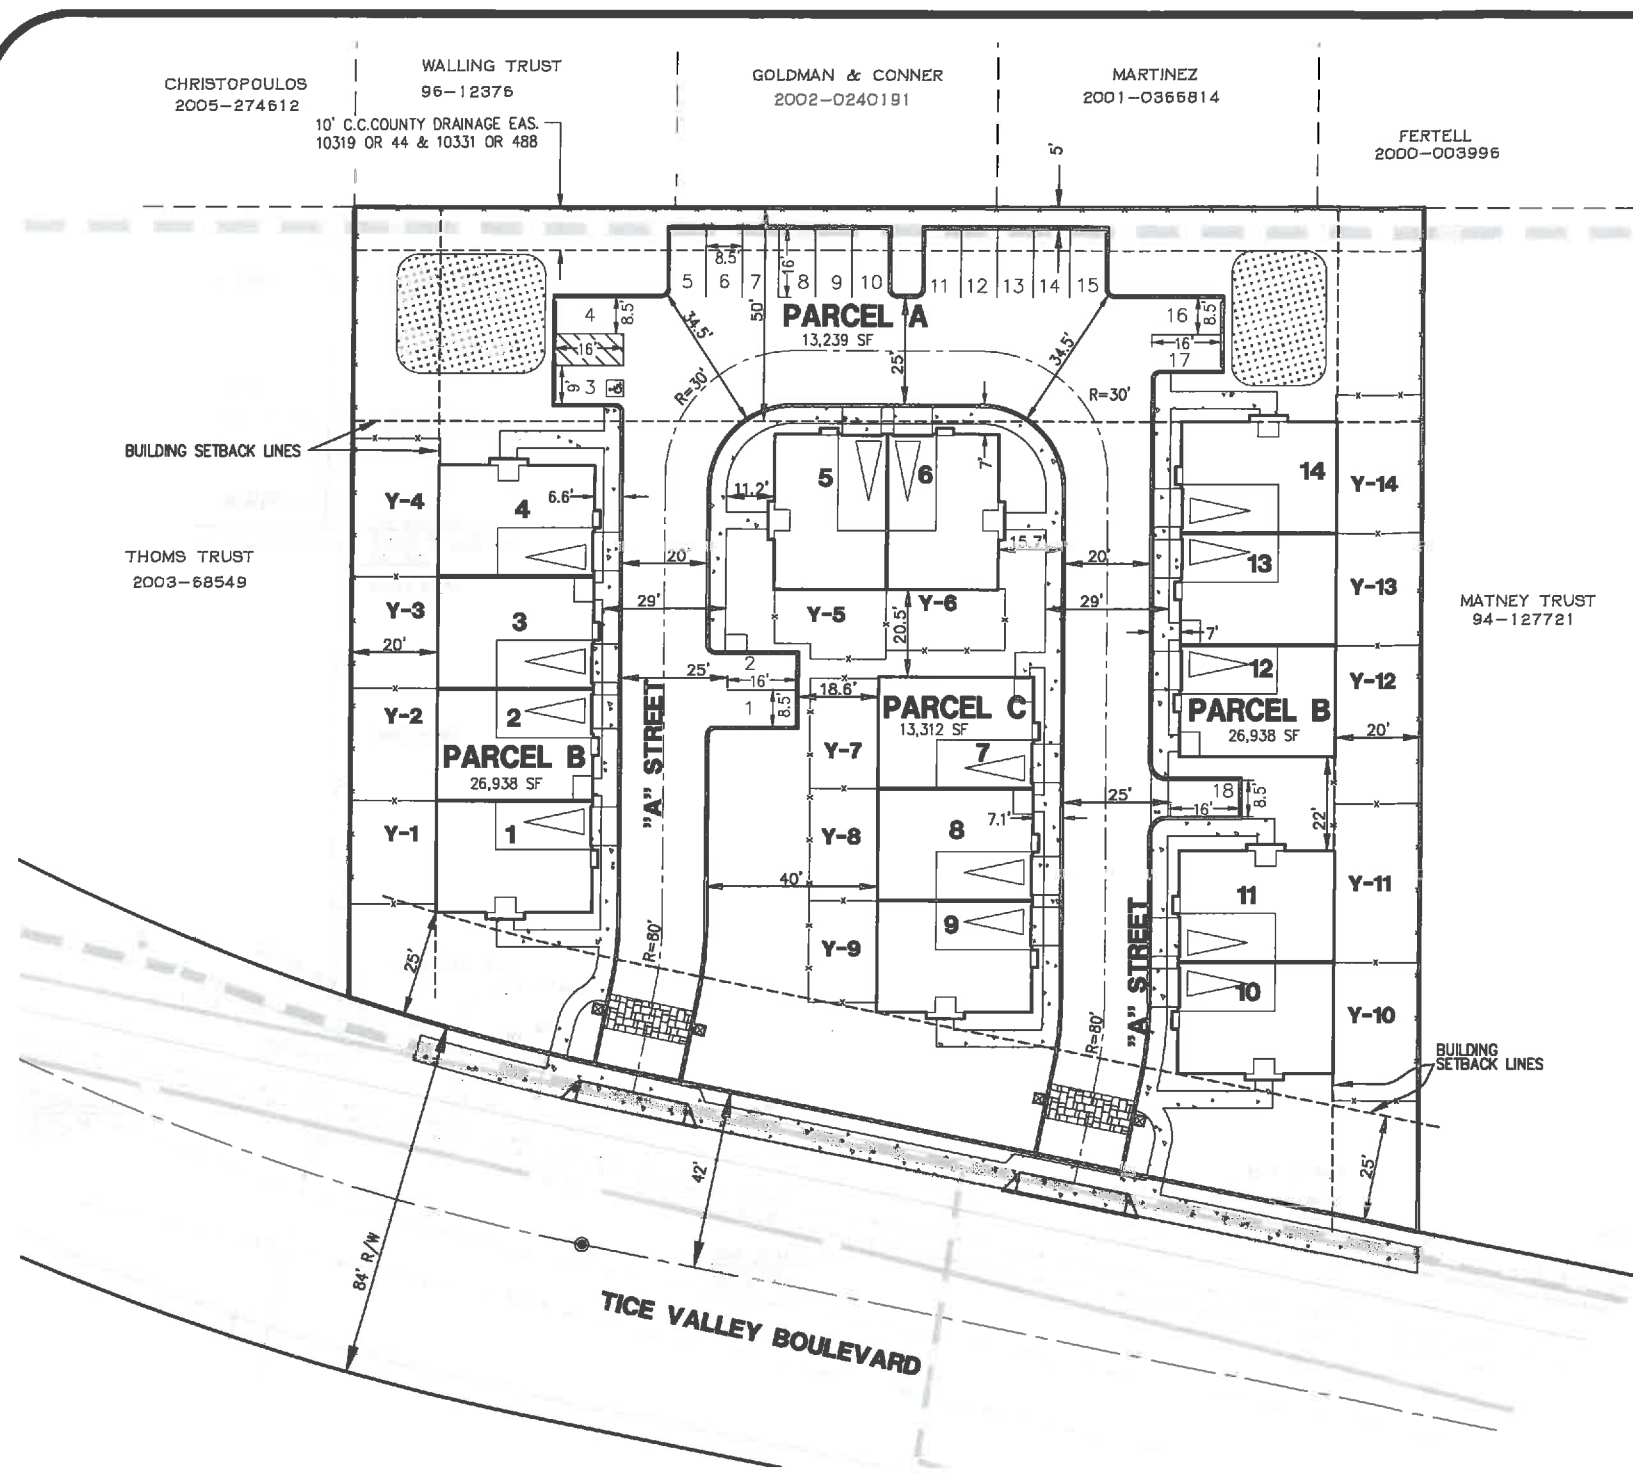 CHRISTOPOULOS
2005-274612
WALLING TRUST
96-12376
GOLDMAN & CONNER
2002-0240191
MARTINEZ
2001-0366814
FERTELL
2000-003996
10' C.C.COUNTY DRAINAGE EAS.
10319 OR 44 & 10331 OR 488
5'
8.5'
16'
5
6
7
8
9
10
11
12
13
14
15
50'
PARCEL A
13,239 SF
4
8.5'
16'
3
9'
34.5'
34.5'
25'
R=30'
R=30'
16
8.5'
16'
17
BUILDING SETBACK LINES
Y-4
4
6.6'
11.2'
5
6
7'
14
Y-14
THOMS TRUST
2003-68549
20'
15.7'
20'
13
Y-3
3
29'
Y-5
Y-6
20.5'
29'
7'
Y-13
MATNEY TRUST
94-127721
20'
25'
2
16'
1
8.5'
18.6'
12
Y-12
Y-2
2
PARCEL B
26,938 SF
"A" STREET
PARCEL C
13,312 SF
PARCEL B
26,938 SF
20'
Y-7
7
25'
18
16'
8.5'
22'
Y-1
1
Y-8
8
7.1'
40'
Y-11
11
25'
R=80'
Y-9
9
"A" STREET
10
Y-10
R=80'
BUILDING
SETBACK LINES
42'
25'
84' R/W
TICE VALLEY BOULEVARD